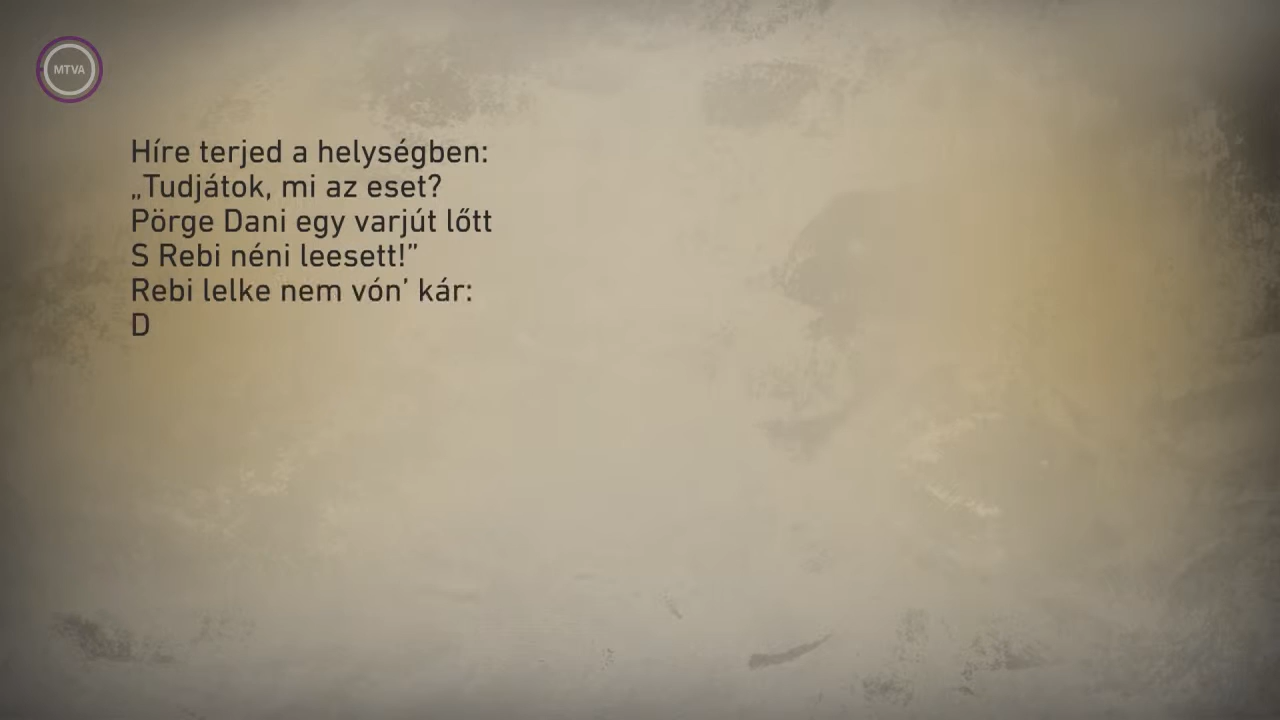 MTVA
Híre terjed a helységben:
„Tudjátok, mi az eset?
Pörge Dani egy varjút lőtt
S Rebi néni leesett!”
Rebi lelke nem vón’ kár:
D